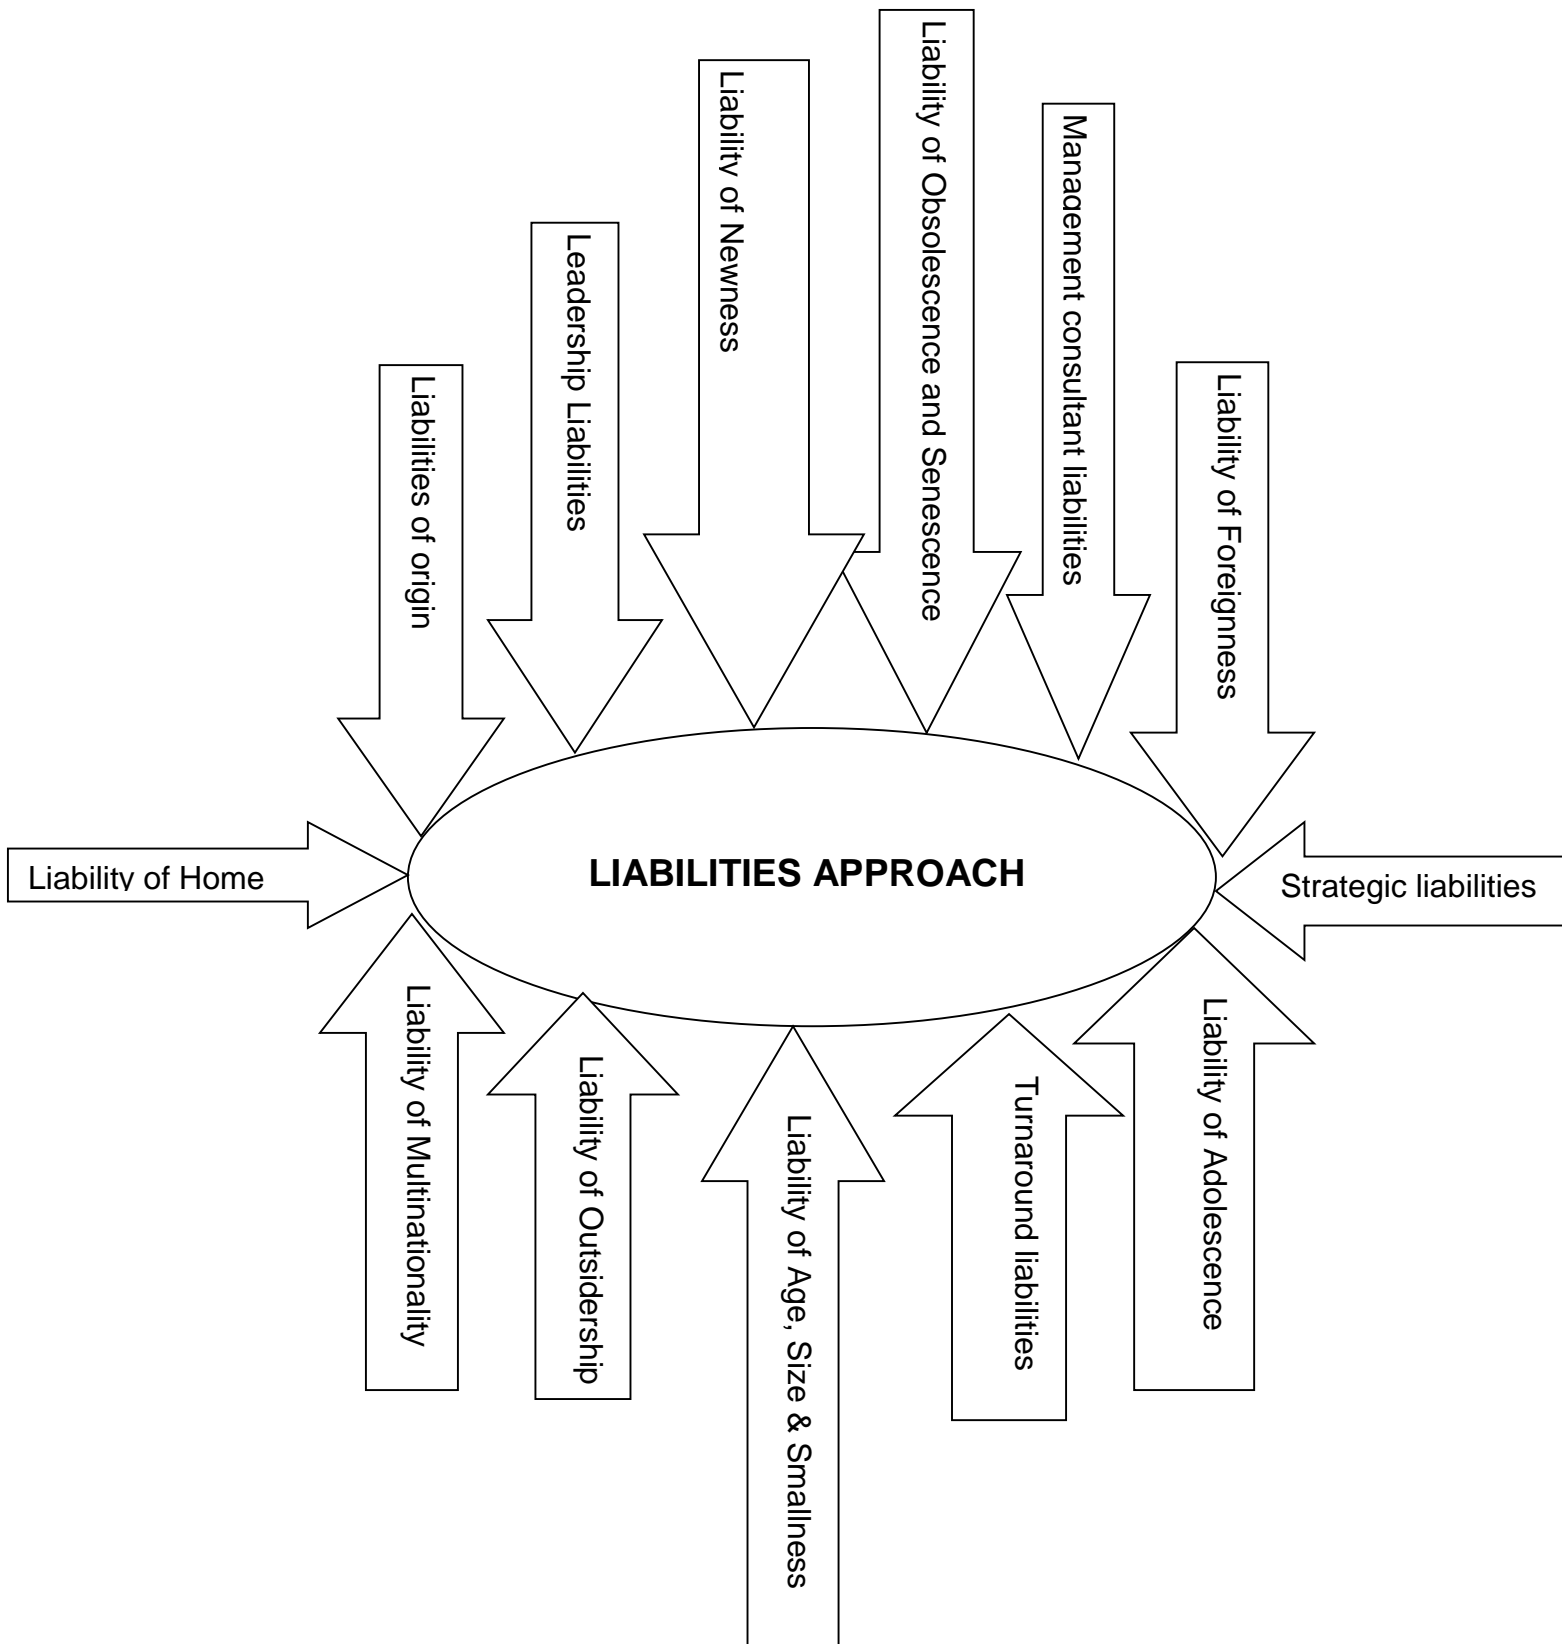 Liabilities of origin
Leadership Liabilities
Liability of Newness
Liability of Obsolescence and Senescence
Management consultant liabilities
Liability of Foreignness
Liability of Home
LIABILITIES APPROACH
Strategic liabilities
Liability of Multinationality
Liability of Outsidership
Liability of Age, Size & Smallness
Turnaround liabilities
Liability of Adolescence